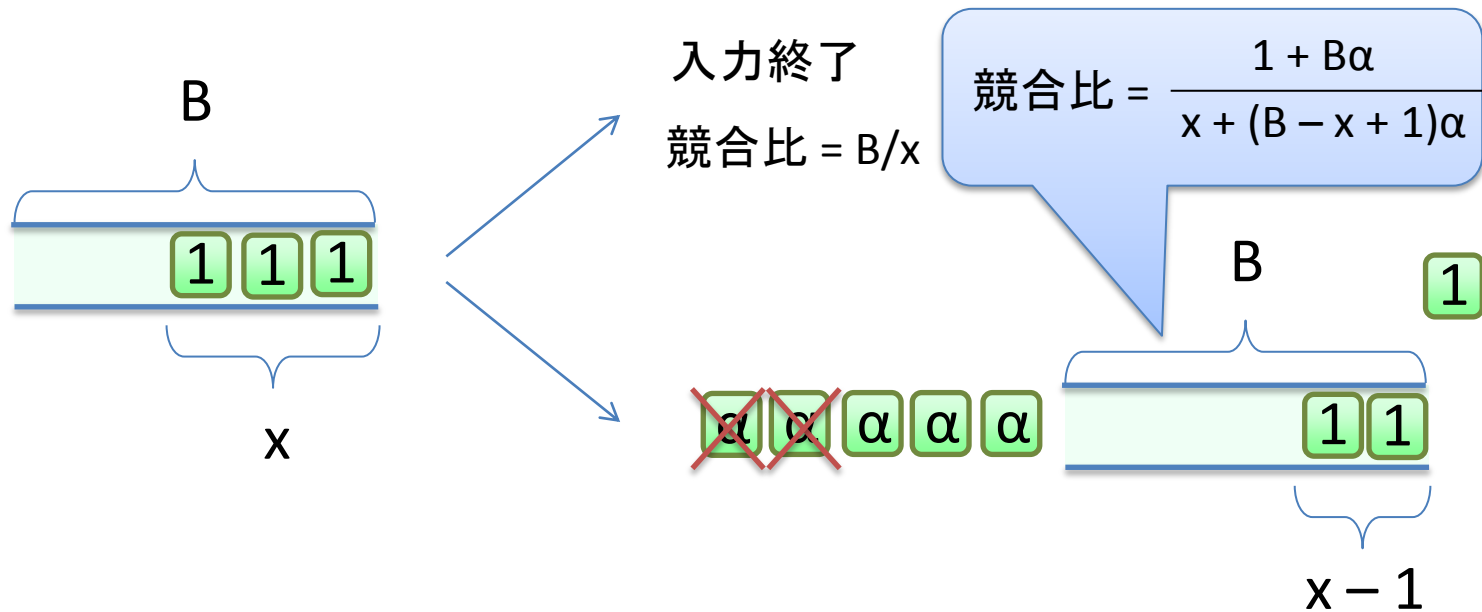 B
1 1 1
x
入力終了
競合比 = B/x
競合比 = 1 + Bα / x + (B – x + 1)α
B
1
α α α α α
1 1
x – 1